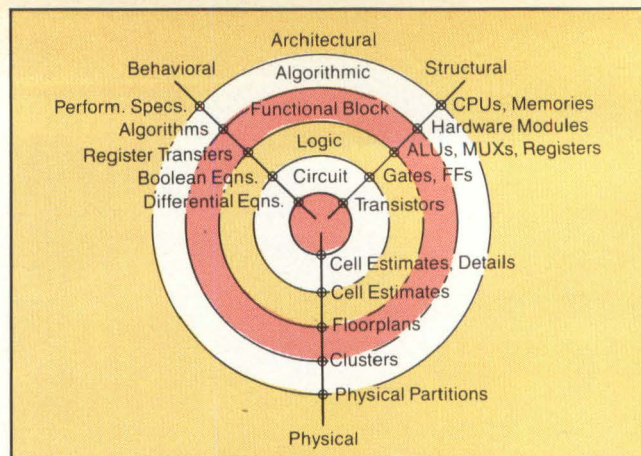 Architectural
Behavioral
Algorithmic
Structural
Perform. Specs.
Functional Block
CPUs, Memories
Algorithms
Hardware Modules
Register Transfers
Logic
ALUs, MUXs, Registers
Boolean Eqns.
Circuit
Gates, FFs
Differential Eqns.
Transistors
Cell Estimates, Details
Cell Estimates
Floorplans
Clusters
Physical Partitions
Physical